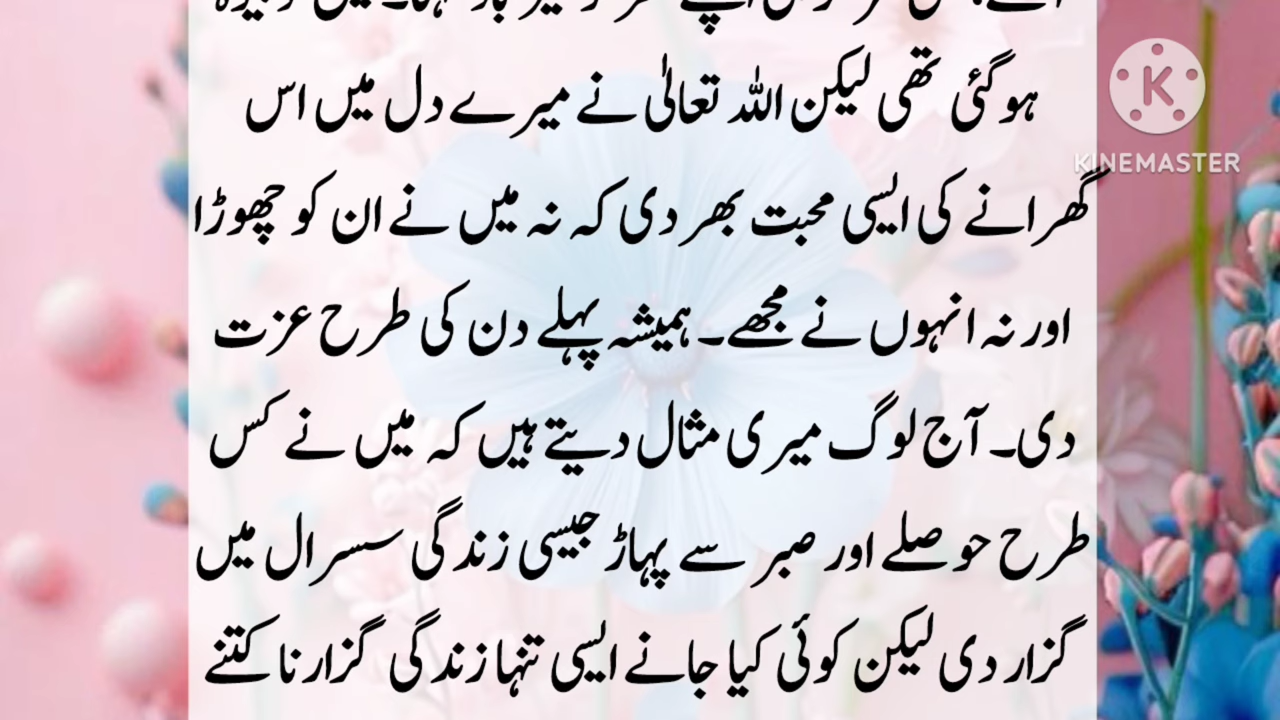 ہوگئی تھی لیکن اللہ تعالٰی نے میرے دل میں اس
گھرانے کی ایسی محبت بھر دی کہ نہ میں نے ان کو چھوڑا
اور نہ انہوں نے مجھے۔ ہمیشہ پہلے دن کی طرح عزت
دی۔ آج لوگ میری مثال دیتے ہیں کہ میں نے کس
طرح حوصلے اور صبر سے پہاڑ جیسی زندگی سسرال میں
گزار دی لیکن کوئی کیا جانے ایسی تنہا زندگی گزارنا کتنے
K
KINEMASTER